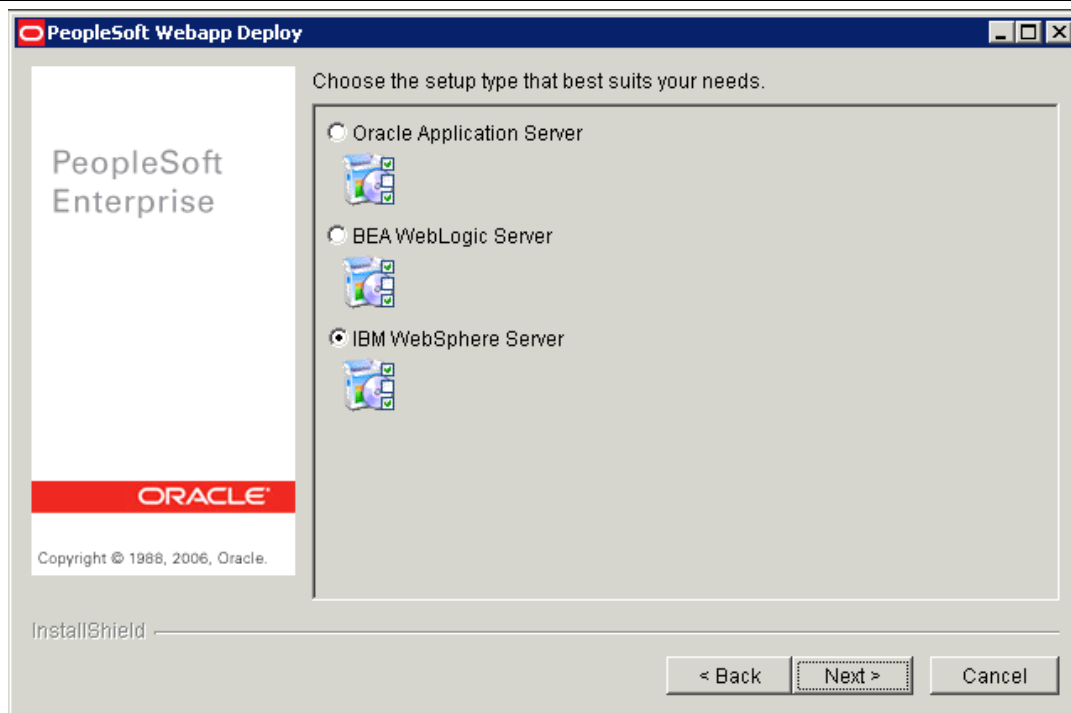 PeopleSoft Webapp Deploy
PeopleSoft
Enterprise
ORACLE
Copyright © 1988, 2006, Oracle.
Choose the setup type that best suits your needs.
Oracle Application Server
BEA WebLogic Server
IBM WebSphere Server
InstallShield
< Back
Next >
Cancel